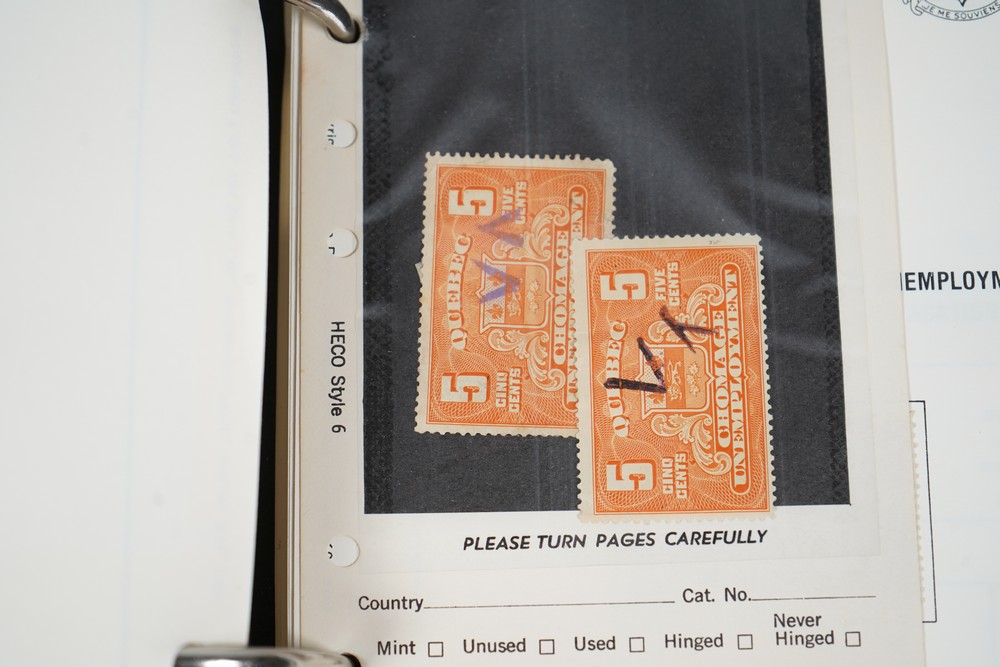 JE ME SOUVIENS
5
FIVE
CENTS
QUEBEC
CHOMAGE
5
CINQ
CENTS
5
FIVE
CENTS
QUEBEC
CHOMAGE
UNEMPLOYMENT
5
CINQ
CENTS
EMPLOYM
HECO Style 6
PLEASE TURN PAGES CAREFULLY
Country
Cat. No.
Mint
Unused
Used
Hinged
Never
Hinged